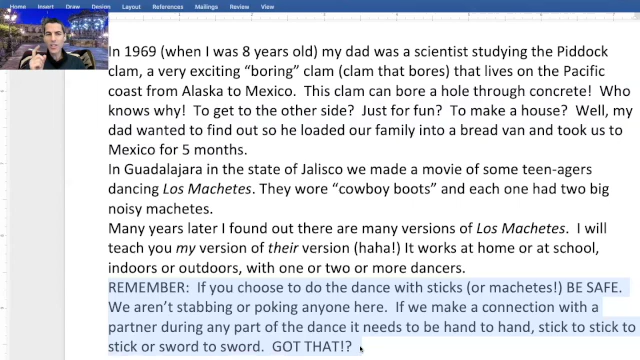 Home Insert Draw Design Layout References Mailings Review View
In 1969 (when I was 8 years old) my dad was a scientist studying the Piddock
clam, a very exciting “boring” clam (clam that bores) that lives on the Pacific
coast from Alaska to Mexico. This clam can bore a hole through concrete! Who
knows why! To get to the other side? Just for fun? To make a house? Well, my
dad wanted to find out so he loaded our family into a bread van and took us to
Mexico for 5 months.
In Guadalajara in the state of Jalisco we made a movie of some teen-agers
dancing Los Machetes. They wore “cowboy boots” and each one had two big
noisy machetes.
Many years later I found out there are many versions of Los Machetes. I will
teach you my version of their version (haha!) It works at home or at school,
indoors or outdoors, with one or two or more dancers.
REMEMBER: If you choose to do the dance with sticks (or machetes!) BE SAFE.
We aren’t stabbing or poking anyone here. If we make a connection with a
partner during any part of the dance it needs to be hand to hand, stick to stick to
stick or sword to sword. GOT THAT!?